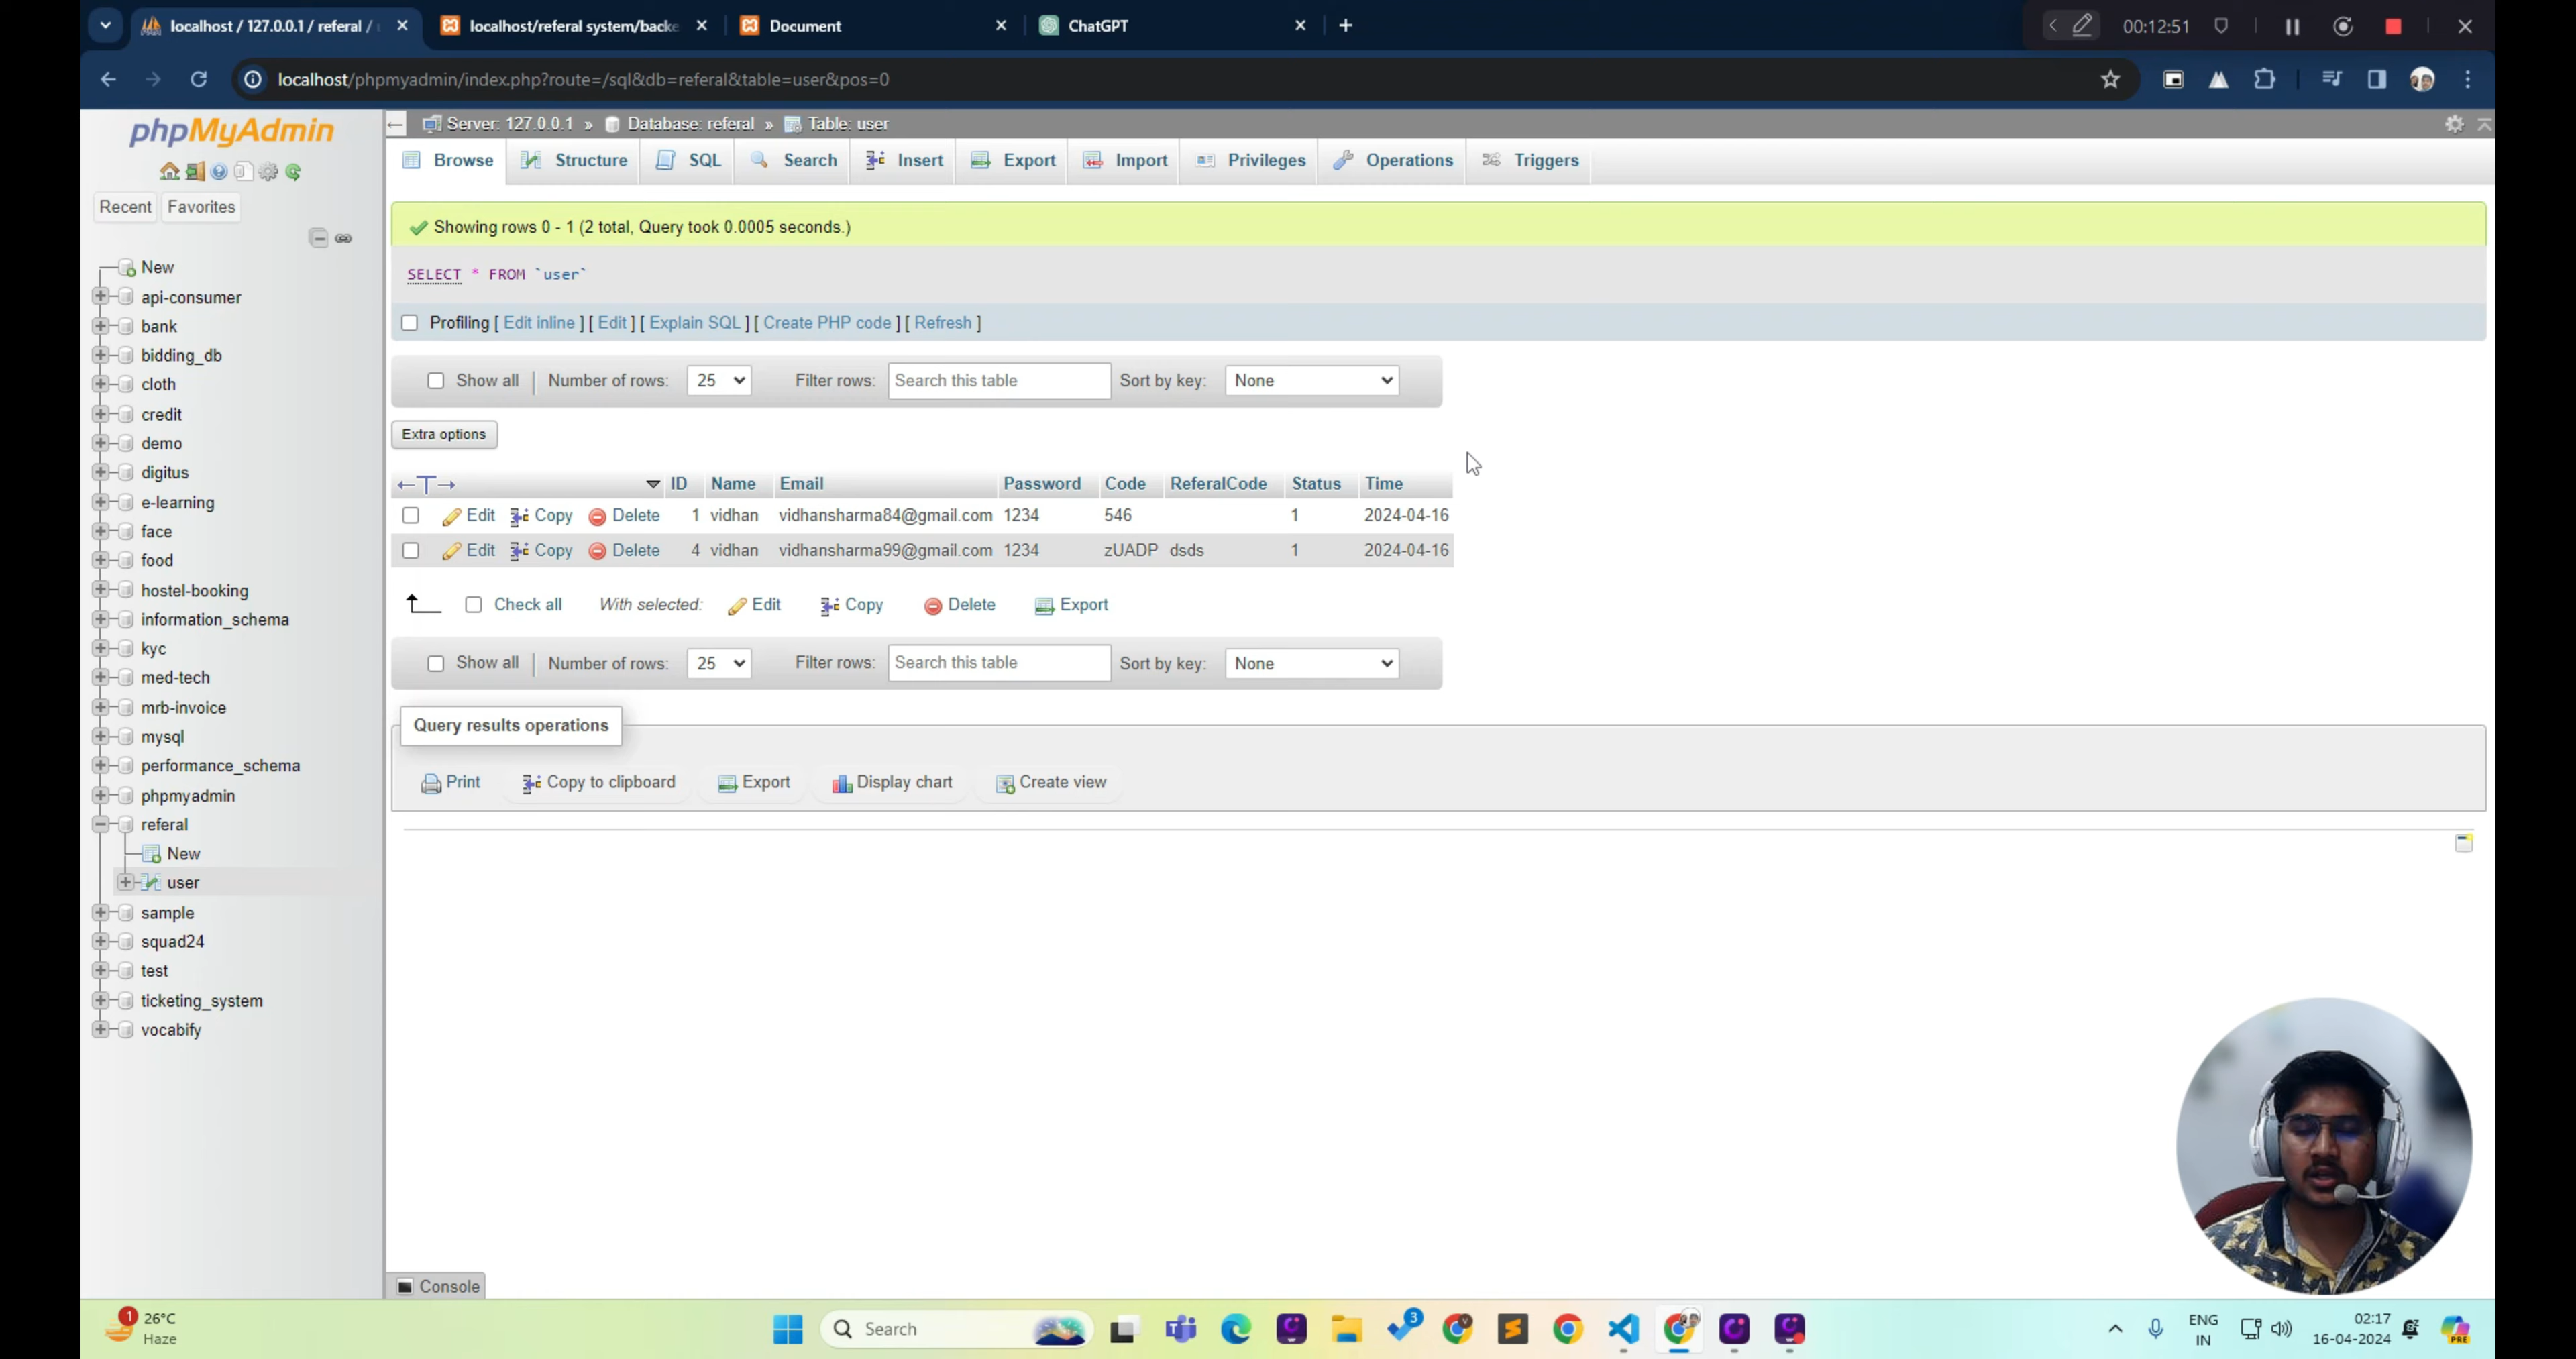 localhost / 127.0.0.1 / referal /
localhost/referal system/backe
Document
ChatGPT
00:12:51
localhost/phpmyadmin/index.php?route=/sql&db=referal&table=user&pos=0
phpMyAdmin
Recent
Favorites
New
api-consumer
bank
bidding_db
cloth
credit
demo
digitus
e-learning
face
food
hostel-booking
information_schema
kyc
med-tech
mrb-invoice
mysql
performance_schema
phpmyadmin
referal
New
user
sample
squad24
test
ticketing_system
vocabify
Server: 127.0.0.1 » Database: referal » Table: user
Browse Structure SQL Search Insert Export Import Privileges Operations Triggers
Showing rows 0 - 1 (2 total, Query took 0.0005 seconds.)
SELECT * FROM `user`
Profiling [ Edit inline ] [ Edit ] [ Explain SQL ] [ Create PHP code ] [ Refresh ]
Show all | Number of rows: 25 Filter rows: Search this table Sort by key: None
Extra options
ID Name Email Password Code ReferalCode Status Time
Edit Copy Delete 1 vidhan vidhansharma84@gmail.com 1234 546 1 2024-04-16
Edit Copy Delete 4 vidhan vidhansharma99@gmail.com 1234 zUADP dsds 1 2024-04-16
Check all With selected: Edit Copy Delete Export
Show all | Number of rows: 25 Filter rows: Search this table Sort by key: None
Query results operations
Print Copy to clipboard Export Display chart Create view
Console
1
26°C
Haze
Search
3
ENG
IN
02:17
16-04-2024
PRE